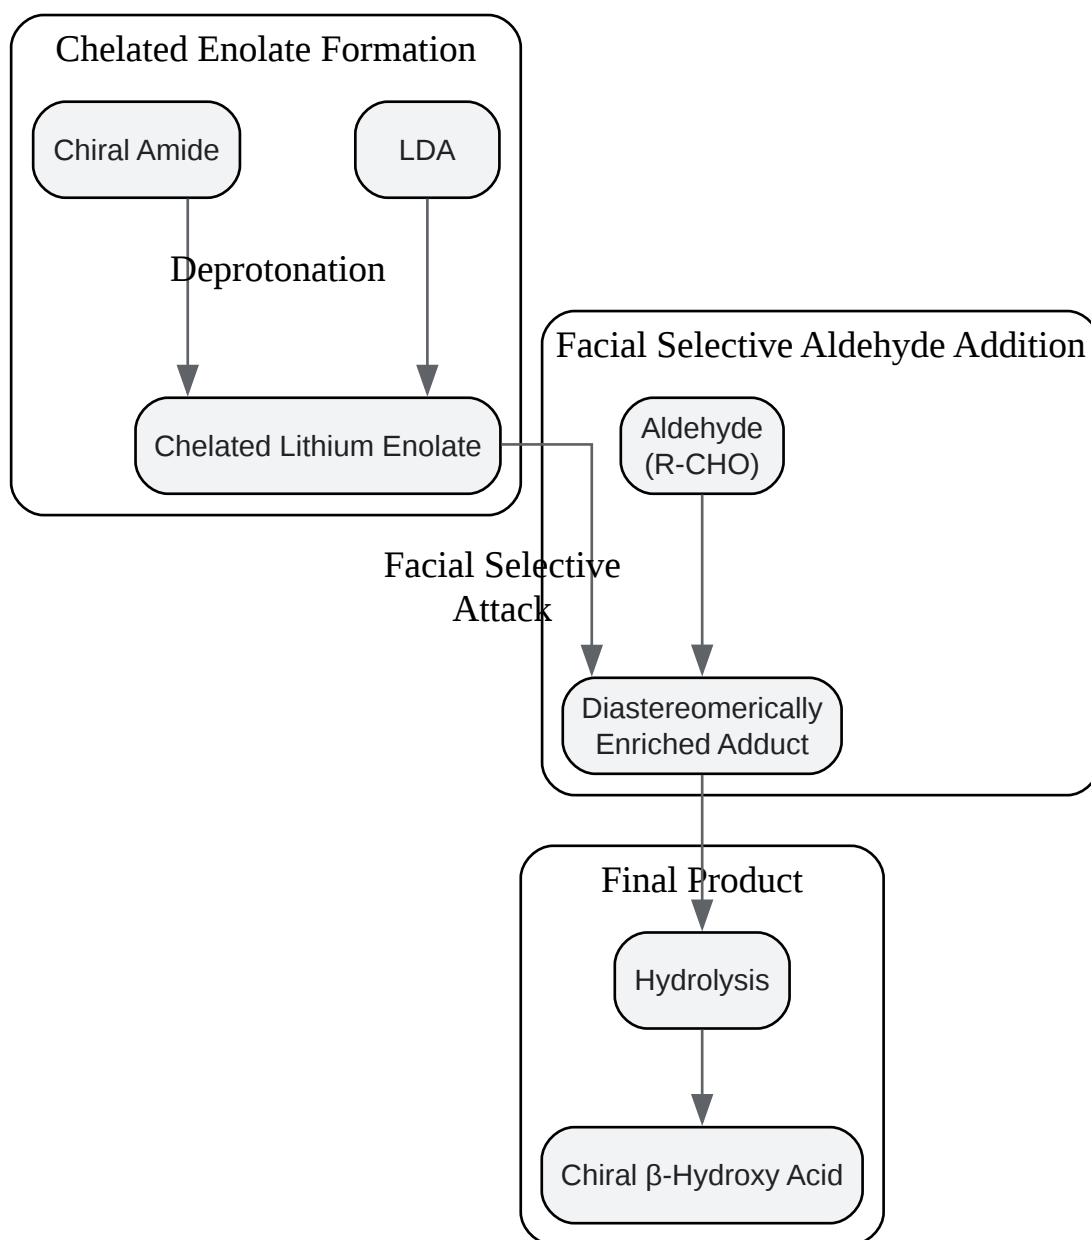 Chelated Enolate Formation
Chiral Amide
LDA
Deprotonation
Chelated Lithium Enolate
Facial Selective Aldehyde Addition
Aldehyde
(R-CHO)
Facial Selective
Attack
Diastereomerically
Enriched Adduct
Final Product
Hydrolysis
Chiral β-Hydroxy Acid